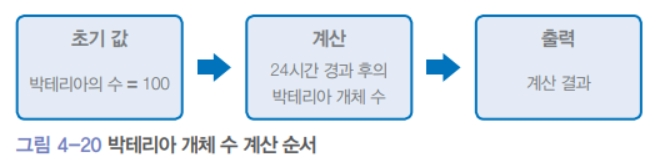 초기 값
박테리아의 수 = 100
계산
24시간 경과 후의
박테리아 개체 수
출력
계산 결과
그림 4-20 박테리아 개체 수 계산 순서